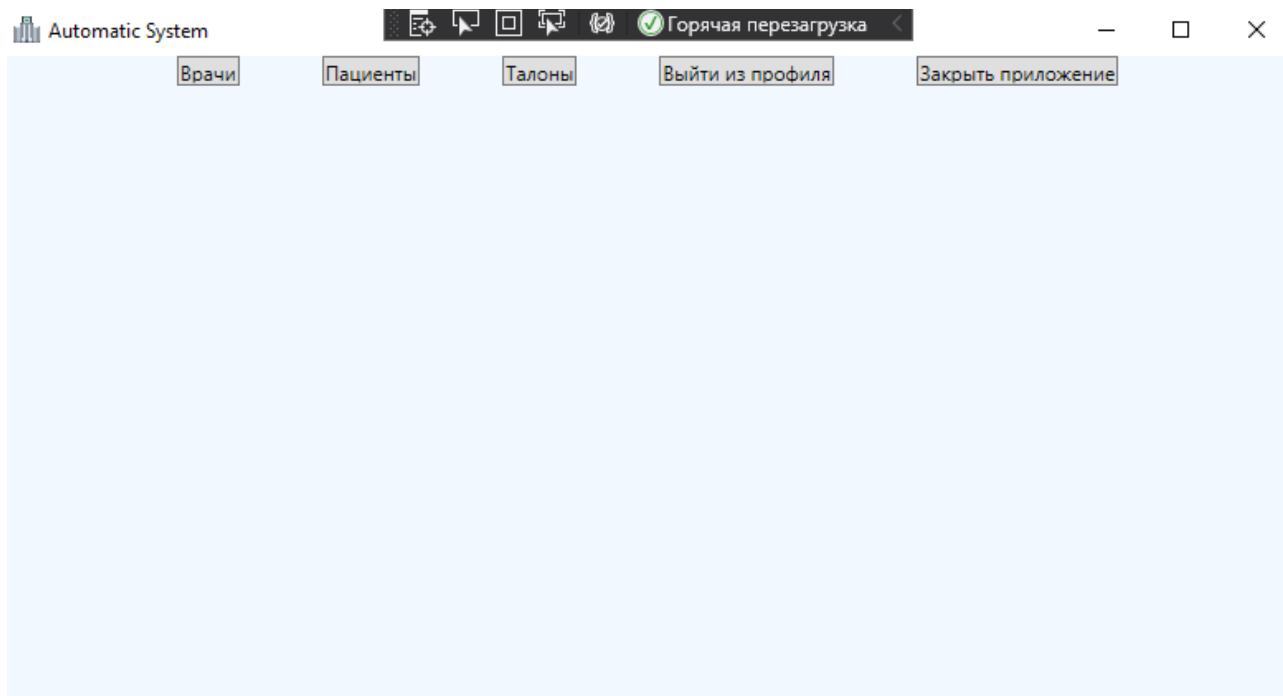 Automatic System
Горячая перезагрузка
Врачи Пациенты Талоны Выйти из профиля Закрыть приложение